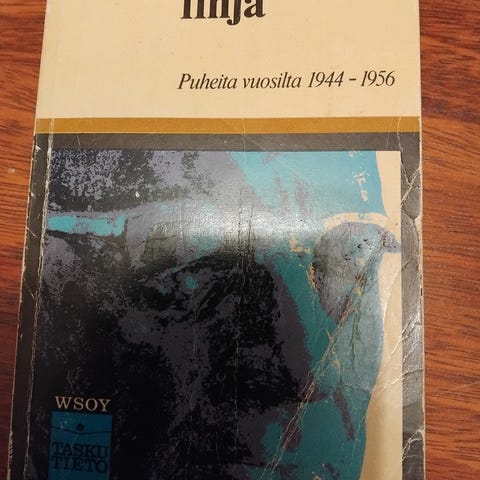 linja
Puheita vuosilta 1944 – 1956
WSOY
TASKU
TIETO